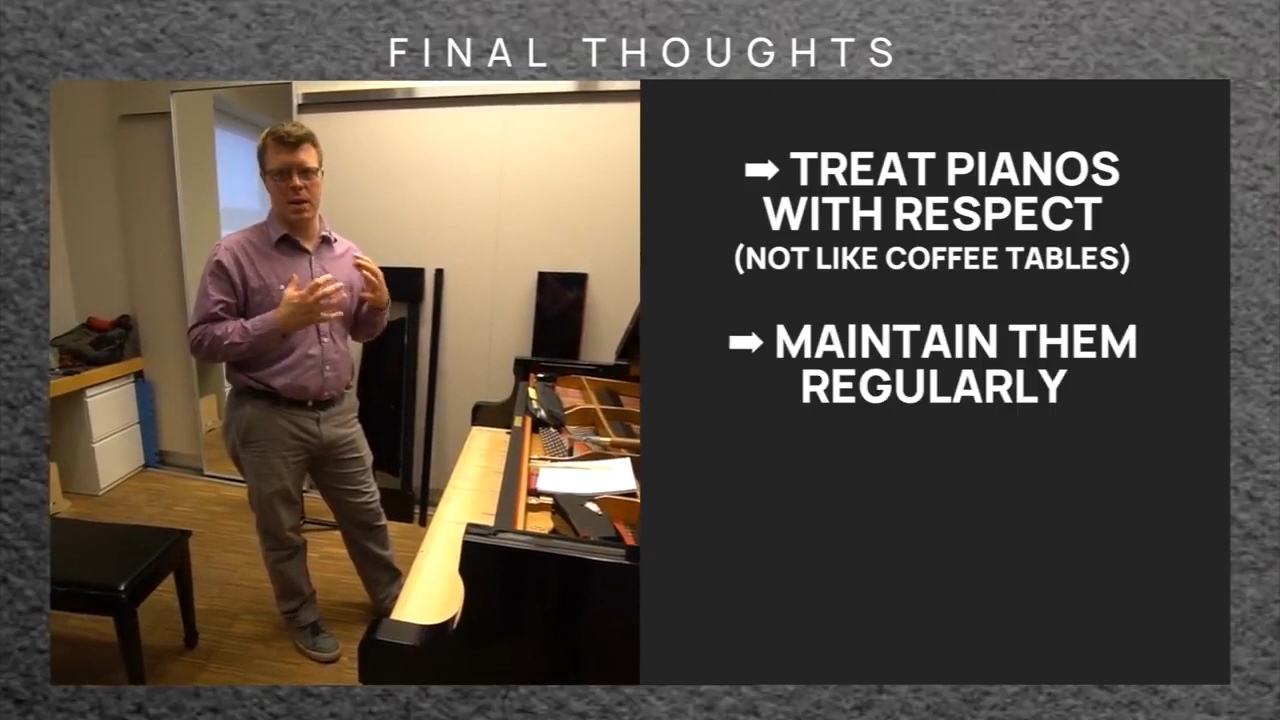 FINAL THOUGHTS
➡ TREAT PIANOS
WITH RESPECT
(NOT LIKE COFFEE TABLES)
➡ MAINTAIN THEM
REGULARLY